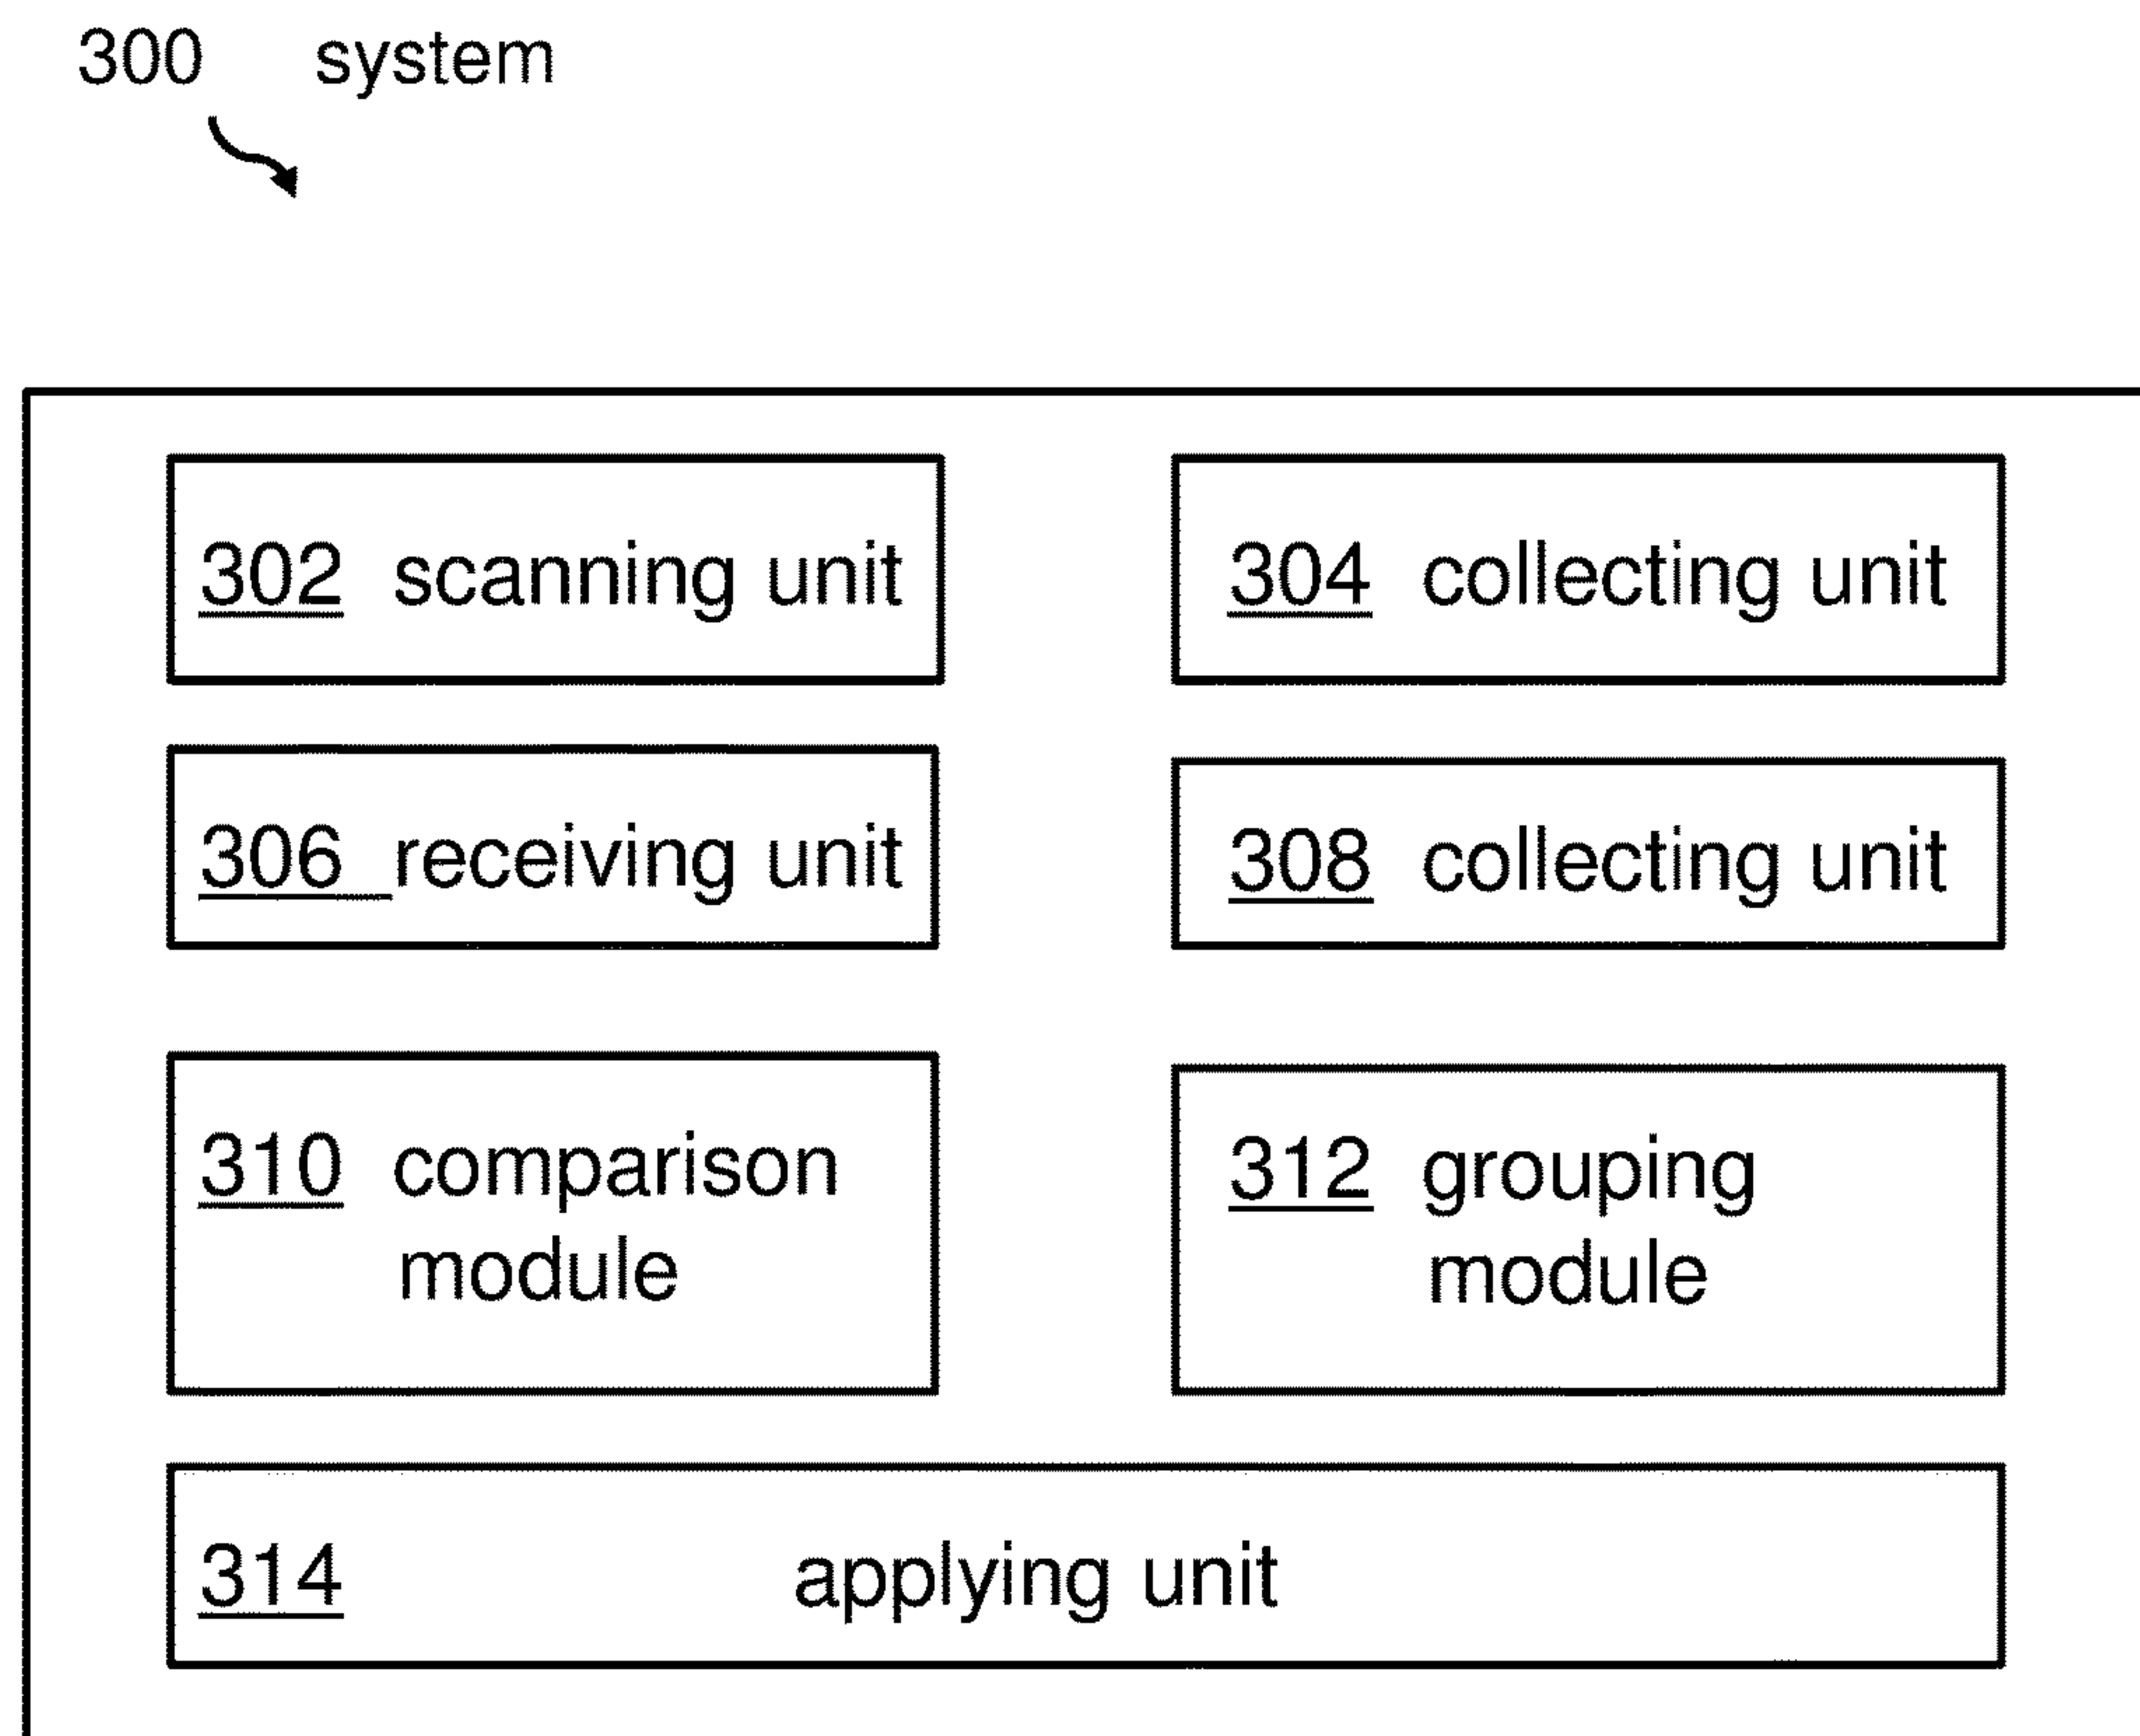 300 system
302 scanning unit
304 collecting unit
306 receiving unit
308 collecting unit
310 comparison
module
312 grouping
module
314 applying unit